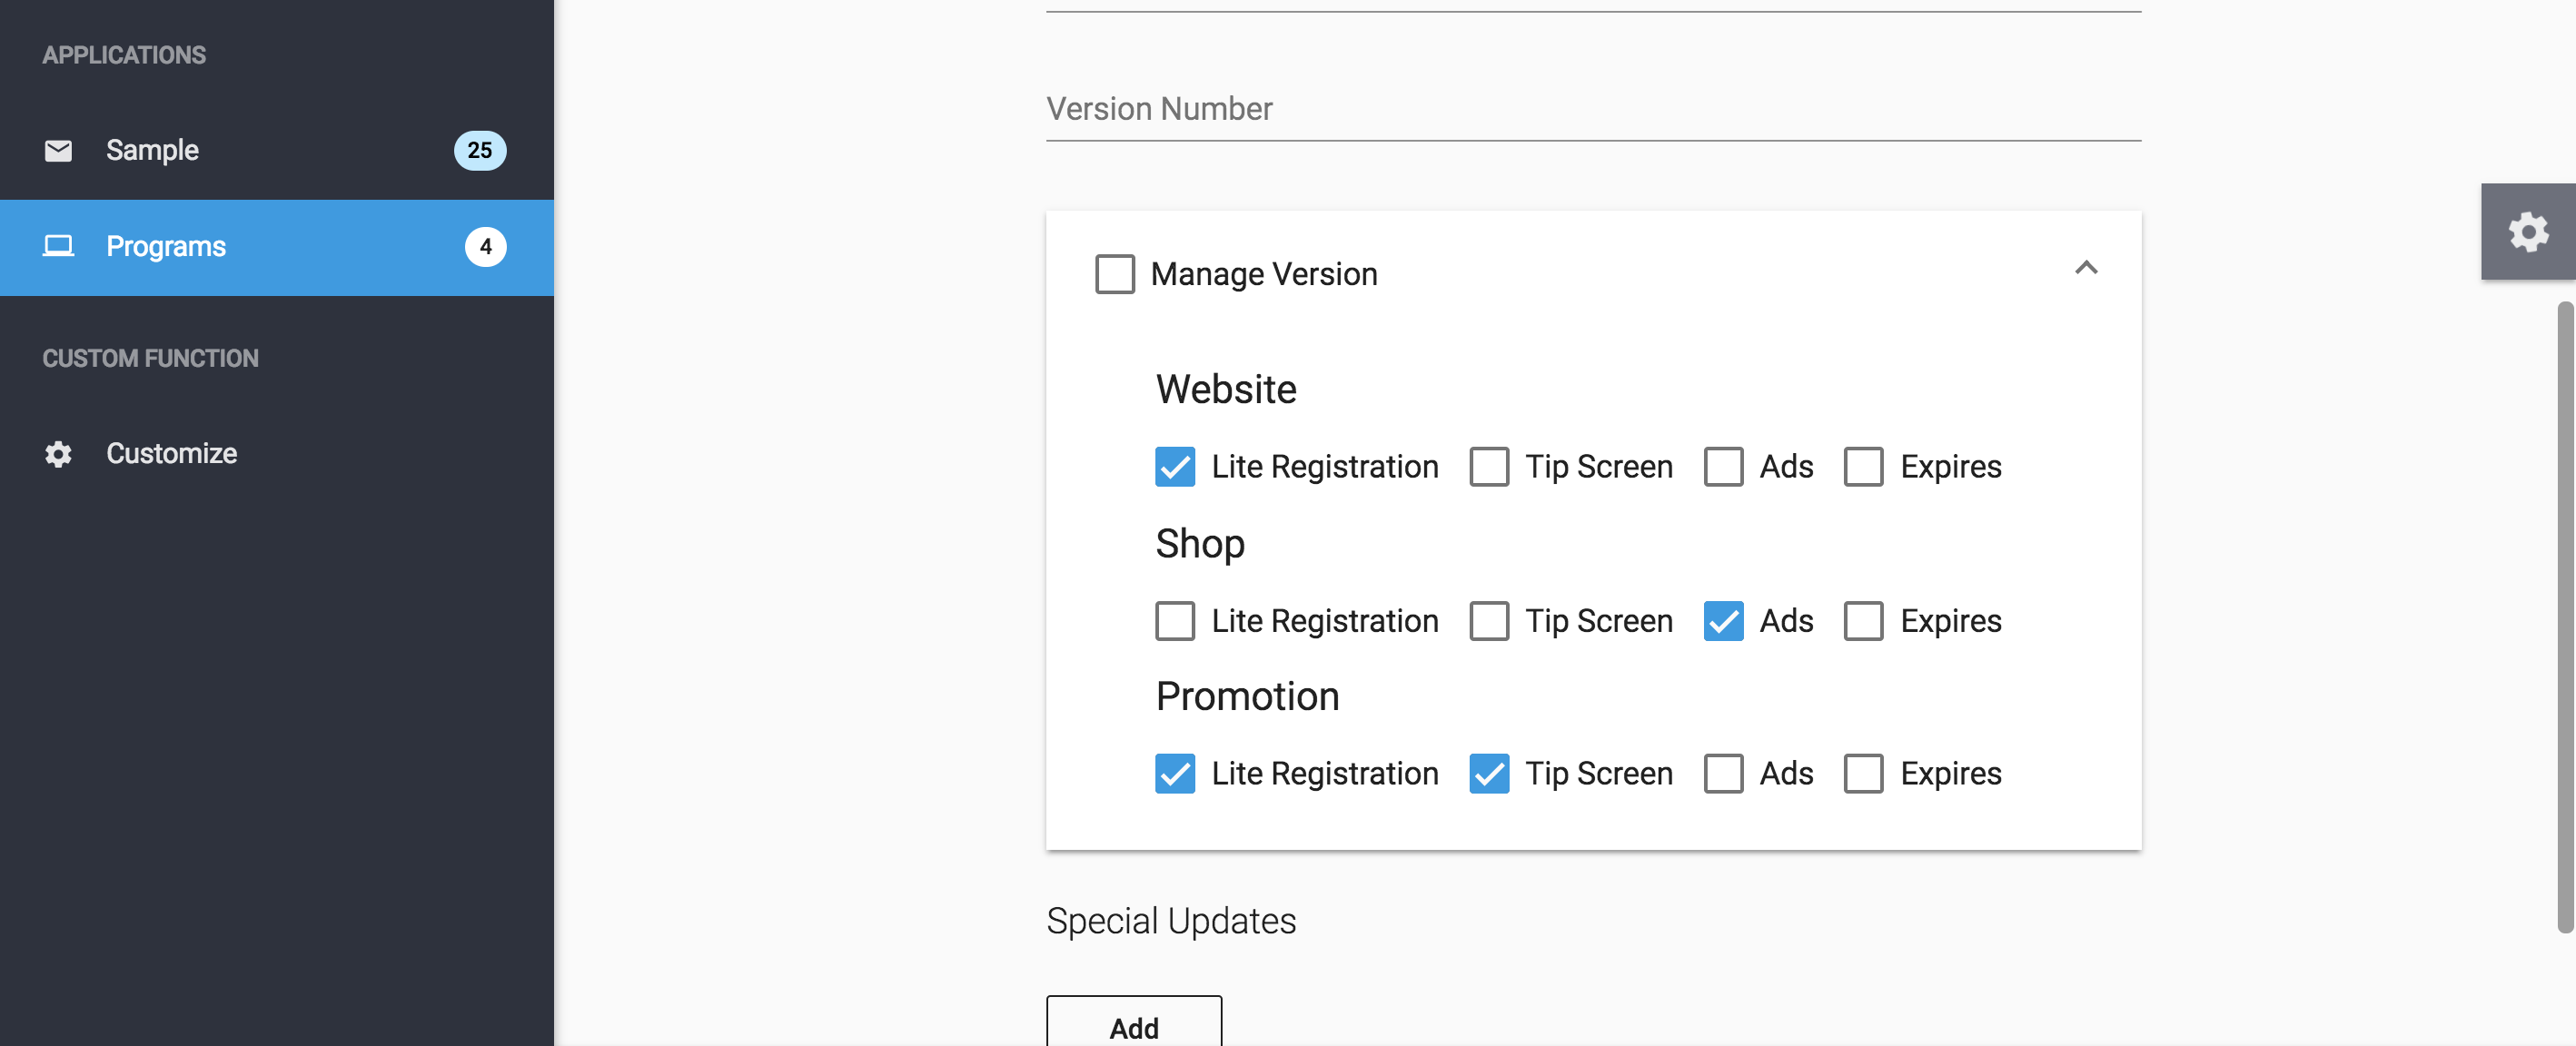 APPLICATIONS
Sample 25
Programs 4
CUSTOM FUNCTION
Customize
Version Number
Manage Version
Website
Lite Registration Tip Screen Ads Expires
Shop
Lite Registration Tip Screen Ads Expires
Promotion
Lite Registration Tip Screen Ads Expires
Special Updates
Add